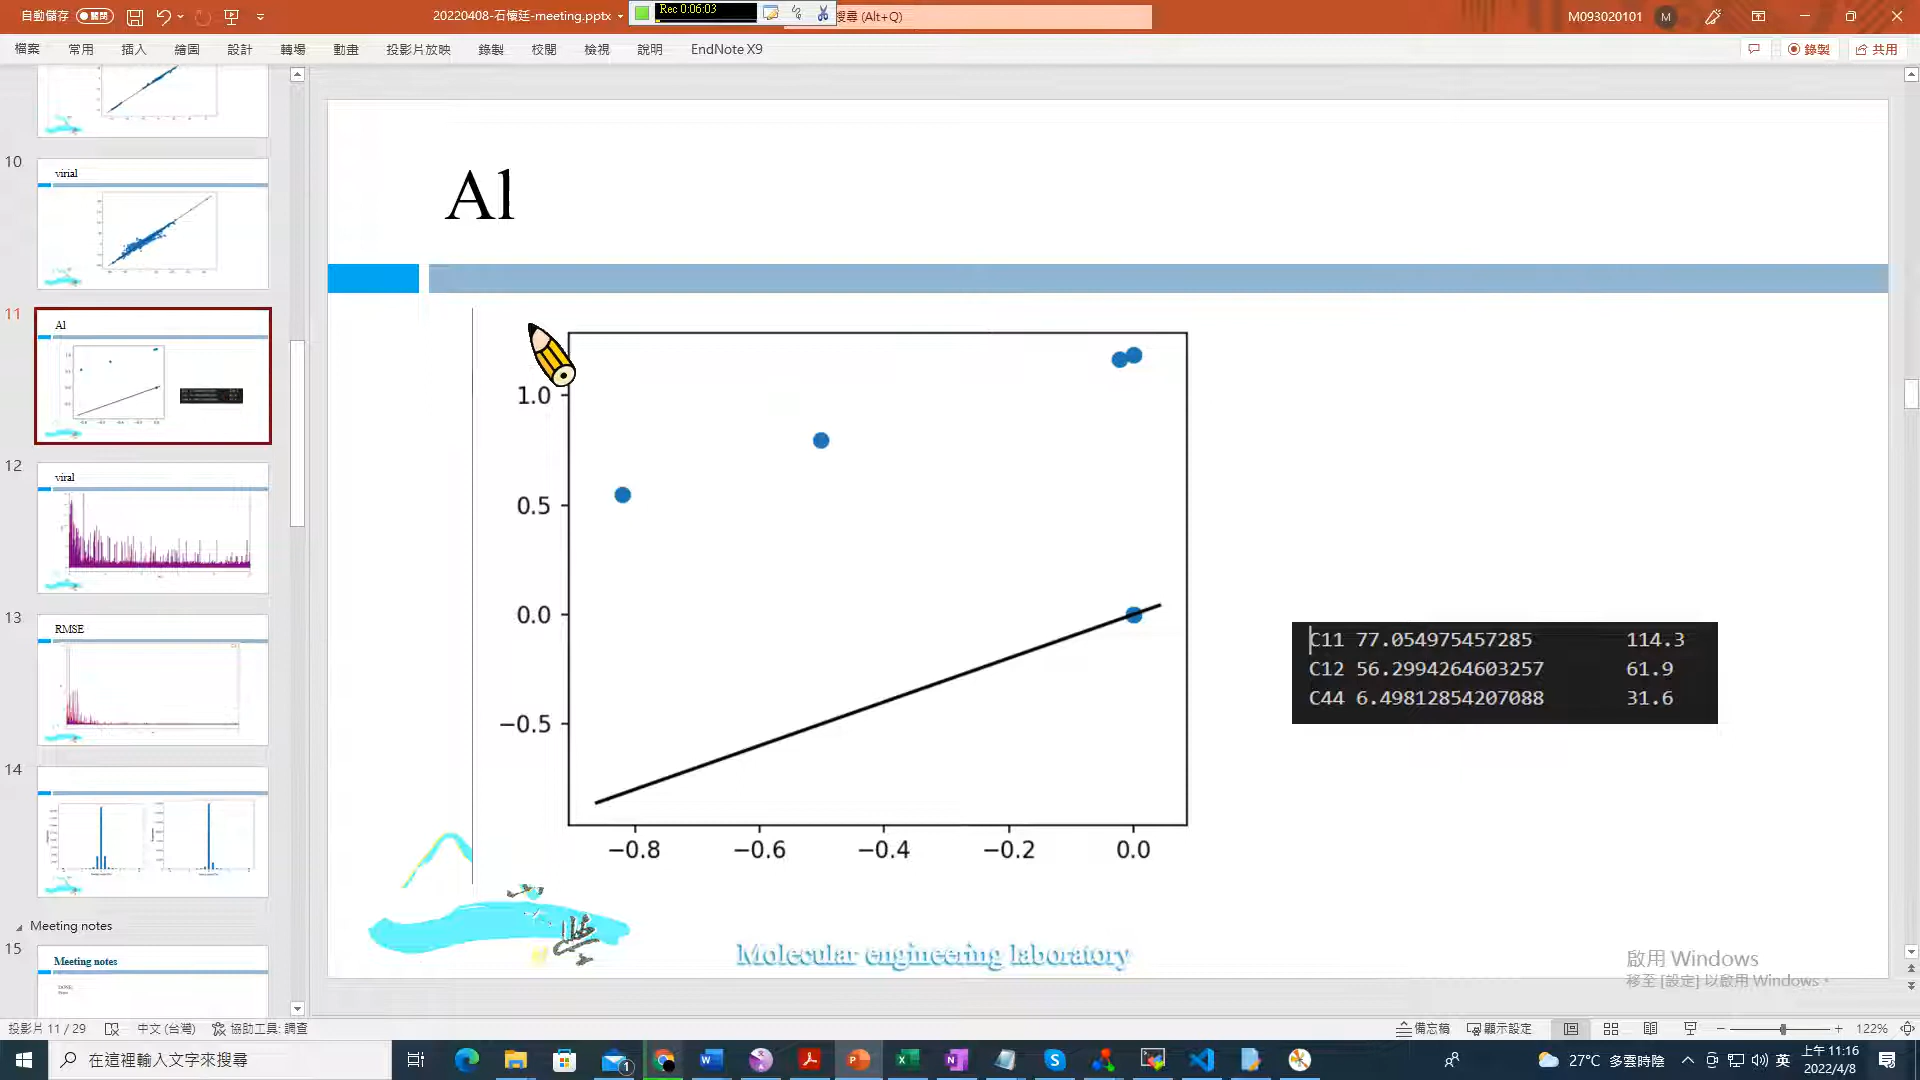 自動儲存
關閉
20220408-石懷廷-meeting.pptx
Rec 0:06:03
搜尋 (Alt+Q)
M093020101
M
檔案 常用 插入 繪圖 設計 轉場 動畫 投影片放映 錄製 校閱 檢視 說明 EndNote X9
錄製
共用
10
virial
11
Al
12
viral
13
RMSE
14
Meeting notes
15
Meeting notes
Al
1.0
0.5
0.0
−0.5
−0.8 −0.6 −0.4 −0.2 0.0
C11 77.054975457285 114.3
C12 56.2994264603257 61.9
C44 6.49812854207088 31.6
Molecular engineering laboratory
啟用 Windows
移至 [設定] 以啟用 Windows。
投影片 11 / 29
中文 (台灣)
協助工具: 調查
備忘稿
顯示設定
122%
在這裡輸入文字來搜尋
1
27°C 多雲時陰
英
上午 11:16
2022/4/8